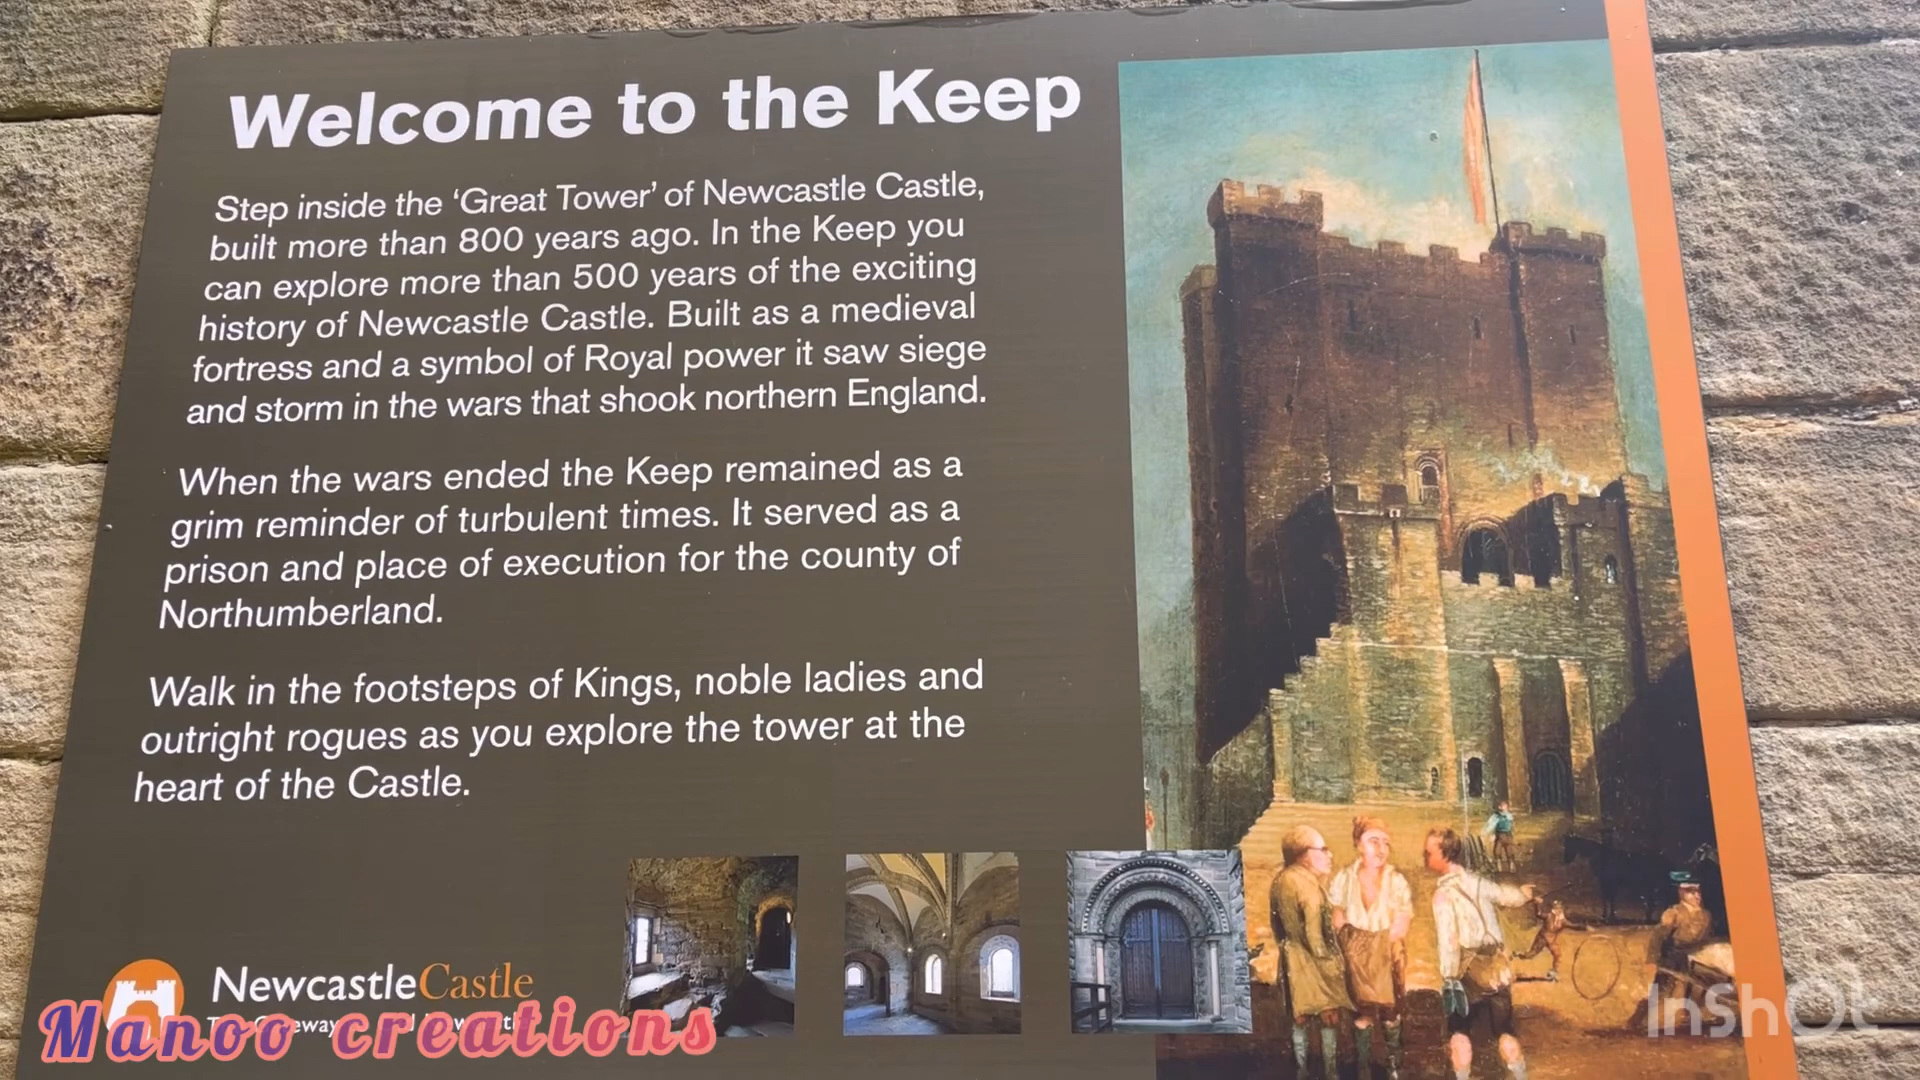 Welcome to the Keep
Step inside the ‘Great Tower’ of Newcastle Castle,
built more than 800 years ago. In the Keep you
can explore more than 500 years of the exciting
history of Newcastle Castle. Built as a medieval
fortress and a symbol of Royal power it saw siege
and storm in the wars that shook northern England.
When the wars ended the Keep remained as a
grim reminder of turbulent times. It served as a
prison and place of execution for the county of
Northumberland.
Walk in the footsteps of Kings, noble ladies and
outright rogues as you explore the tower at the
heart of the Castle.
NewcastleCastle
Manoo creations
InShOt